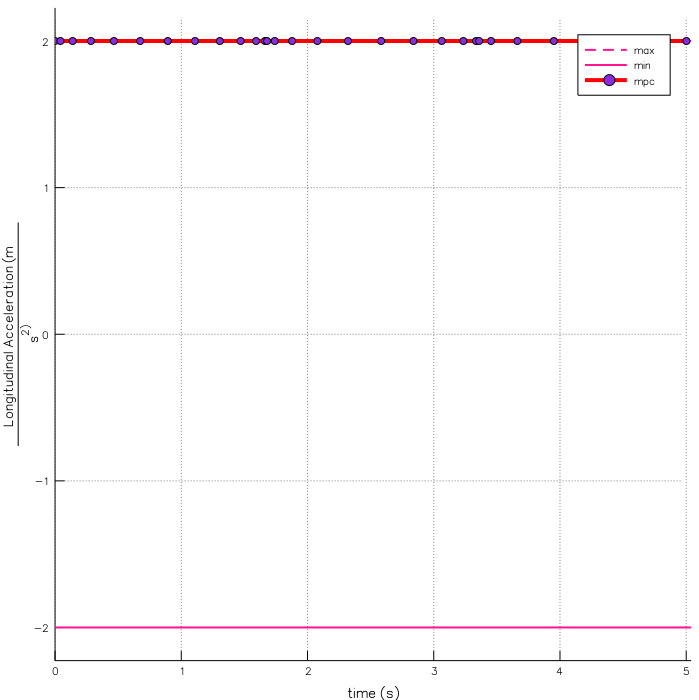 2
1
0
−1
−2
Longitudinal Acceleration (m
s²)
max
min
mpc
0 1 2 3 4 5
time (s)